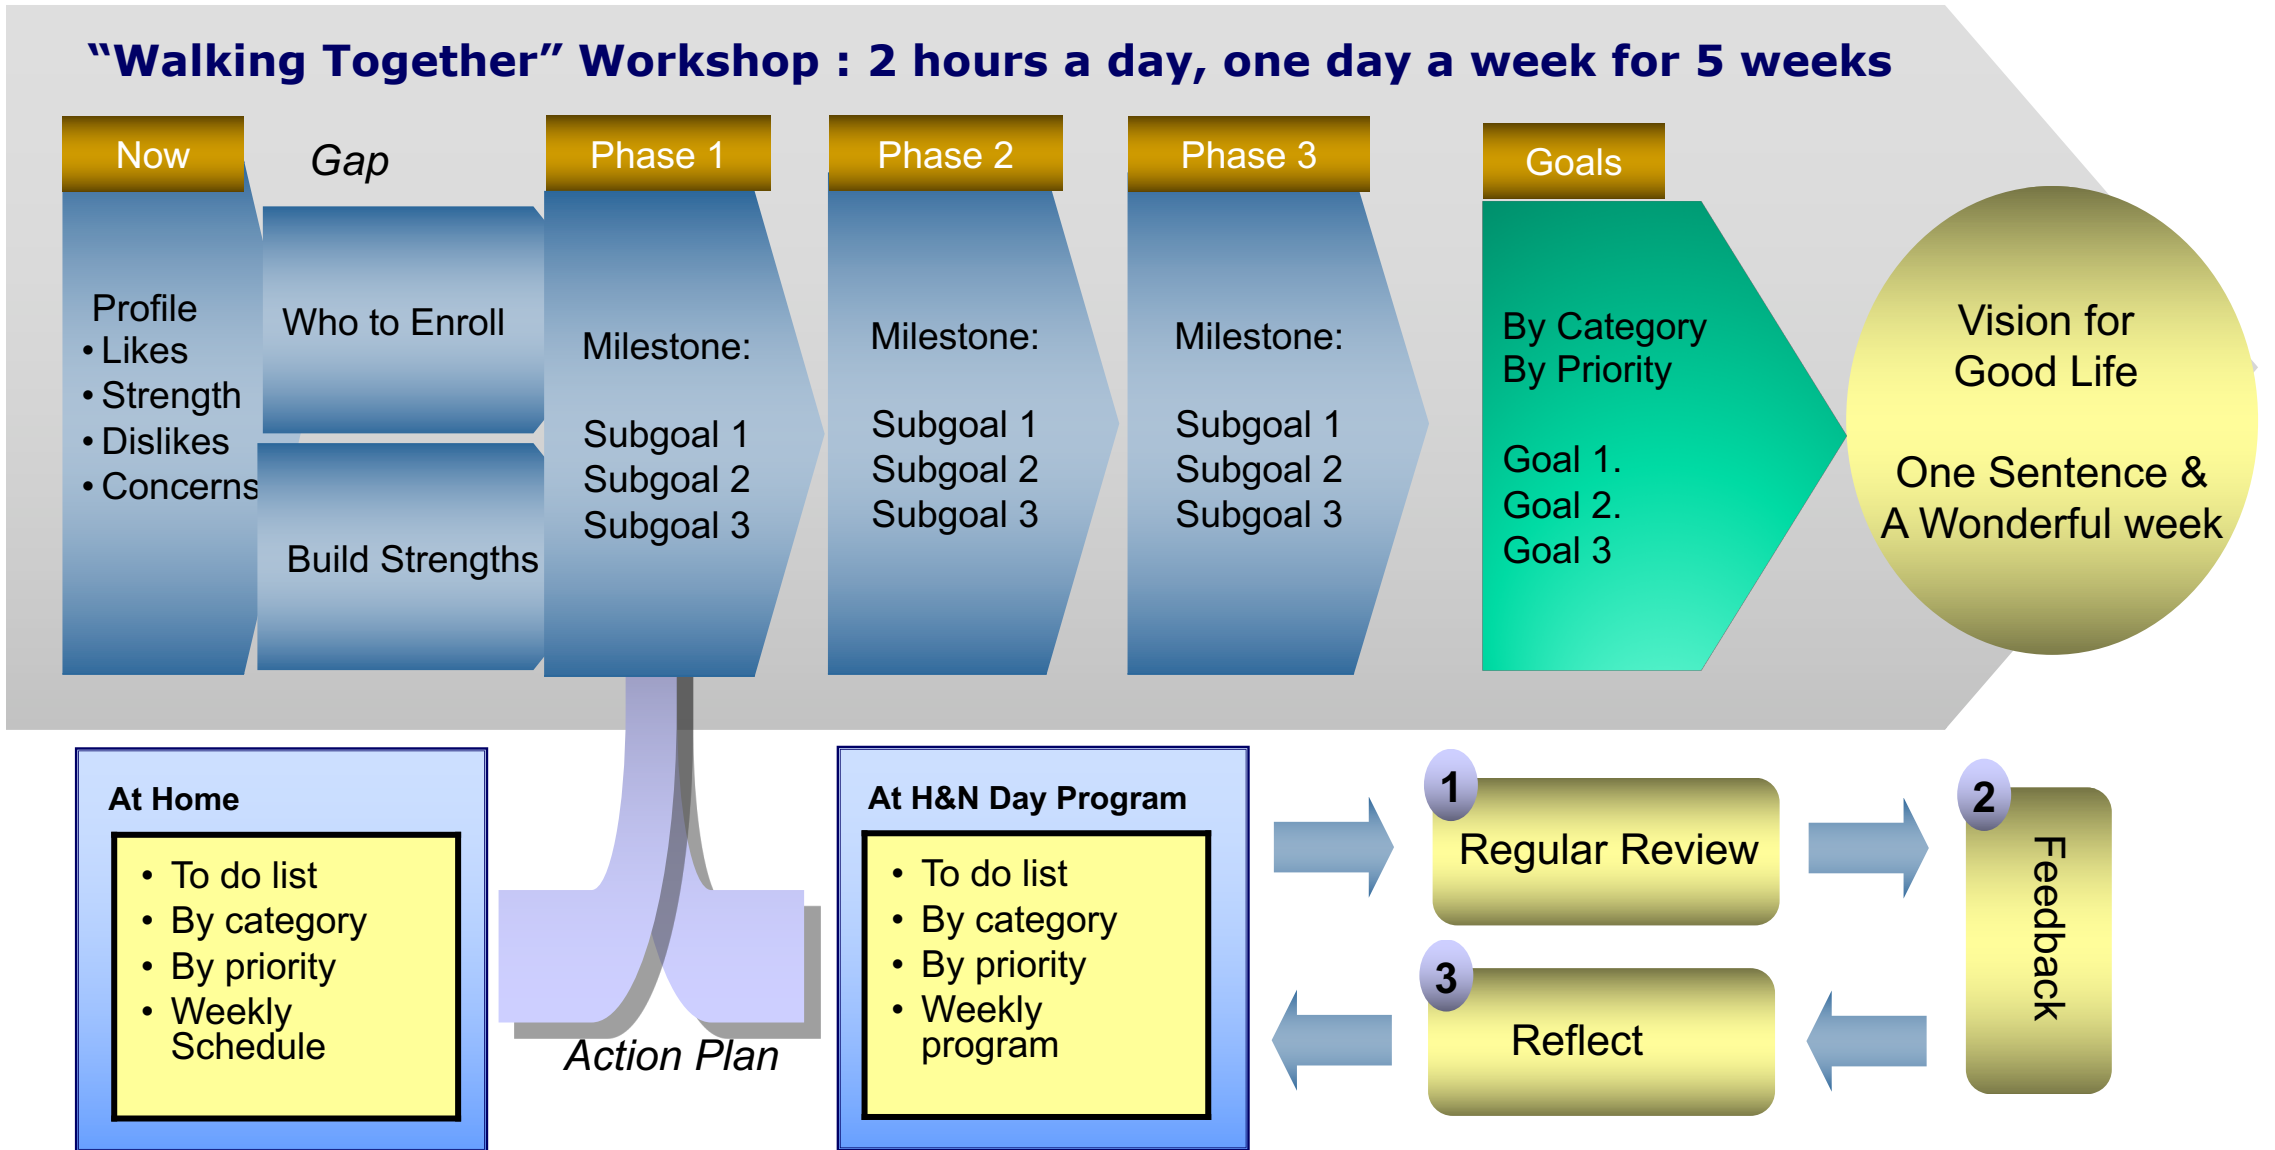 “Walking Together” Workshop : 2 hours a day, one day a week for 5 weeks
Now
Gap
Phase 1
Phase 2
Phase 3
Goals
Profile
• Likes
• Strength
• Dislikes
• Concerns
Who to Enroll
Build Strengths
Milestone:
Subgoal 1
Subgoal 2
Subgoal 3
Milestone:
Subgoal 1
Subgoal 2
Subgoal 3
Milestone:
Subgoal 1
Subgoal 2
Subgoal 3
By Category
By Priority
Goal 1.
Goal 2.
Goal 3
Vision for
Good Life
One Sentence &
A Wonderful week
At Home
• To do list
• By category
• By priority
• Weekly
Schedule
Action Plan
At H&N Day Program
• To do list
• By category
• By priority
• Weekly
program
1
Regular Review
2
Feedback
3
Reflect